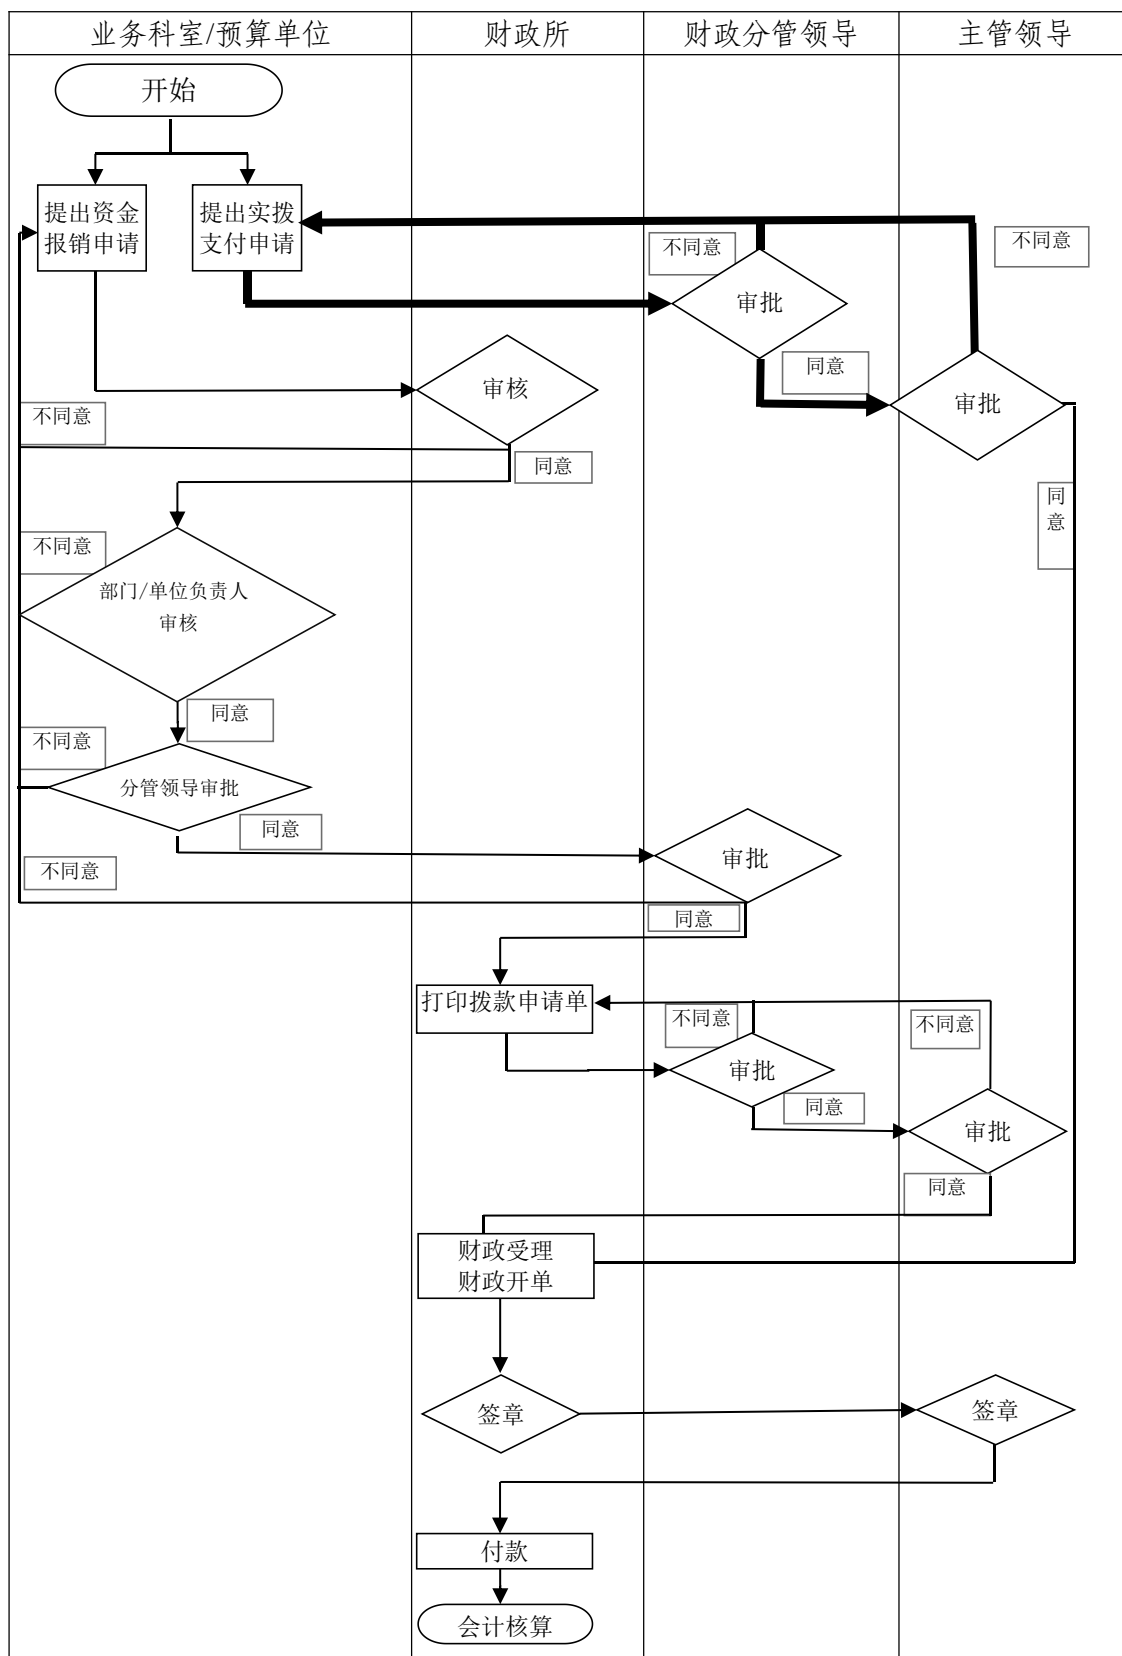 业务科室/预算单位
财政所
财政分管领导
主管领导
开始
提出资金
报销申请
提出实拨
支付申请
不同意
不同意
审批
同意
审核
审批
不同意
同意
同
意
不同意
部门/单位负责人
审核
同意
不同意
分管领导审批
同意
审批
不同意
同意
打印拨款申请单
不同意
不同意
审批
同意
审批
同意
财政受理
财政开单
签章
签章
付款
会计核算